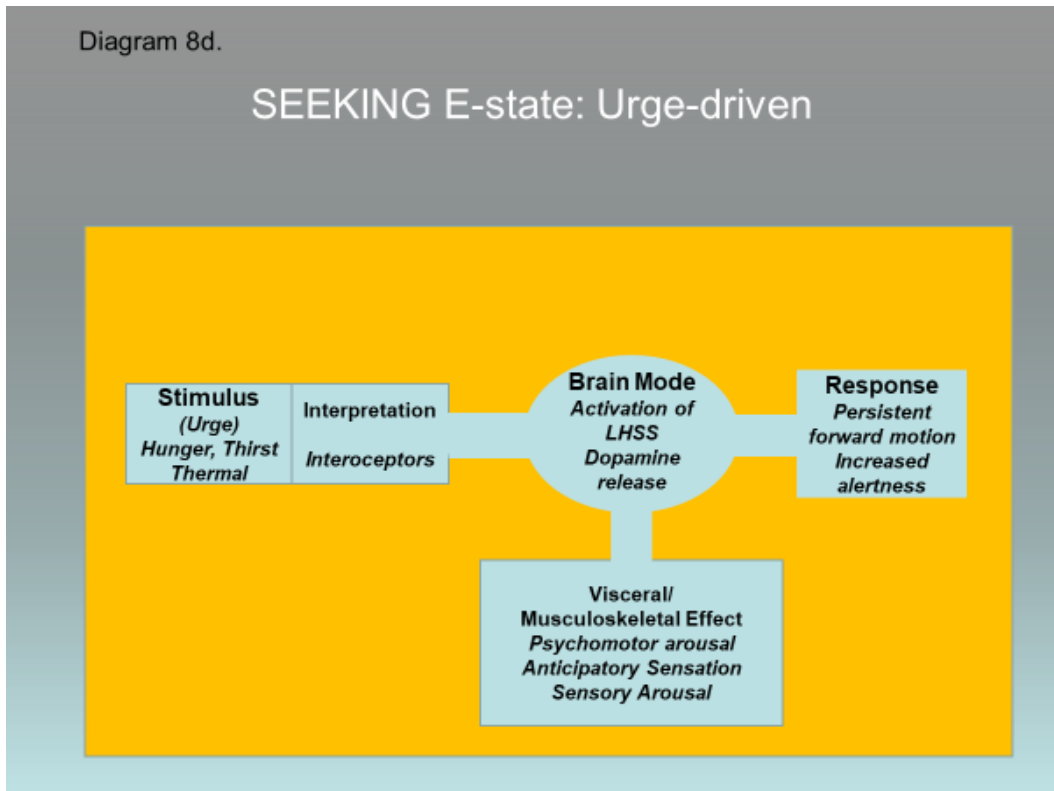 Diagram 8d.
SEEKING E-state: Urge-driven
Stimulus
(Urge)
Hunger, Thirst
Thermal
Interpretation
Interoceptors
Brain Mode
Activation of
LHSS
Dopamine
release
Response
Persistent
forward motion
Increased
alertness
Visceral/
Musculoskeletal Effect
Psychomotor arousal
Anticipatory Sensation
Sensory Arousal